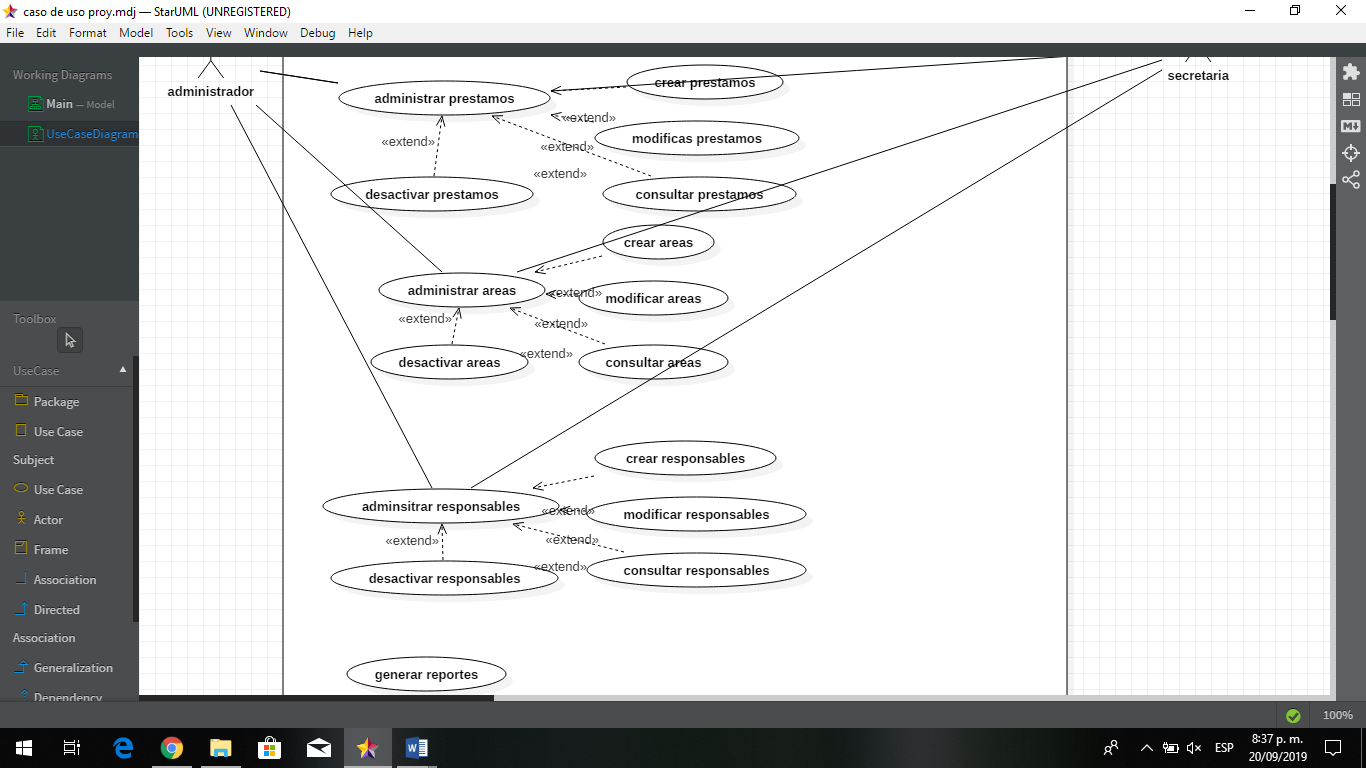 caso de uso proy.mdj — StarUML (UNREGISTERED)
File Edit Format Model Tools View Window Debug Help
Working Diagrams
Main — Model
UseCaseDiagram
Toolbox
UseCase
Package
Use Case
Subject
Use Case
Actor
Frame
Association
Directed
Association
Generalization
Dependency
administrador
secretaria
administrar prestamos
crear prestamos
«extend»
modificas prestamos
«extend»
«extend»
«extend»
desactivar prestamos
consultar prestamos
crear areas
administrar areas
«extend»
modificar areas
«extend»
«extend»
«extend»
desactivar areas
consultar areas
crear responsables
adminsitrar responsables
«extend»
modificar responsables
«extend»
«extend»
«extend»
desactivar responsables
consultar responsables
generar reportes
M
100%
ESP
8:37 p. m.
20/09/2019